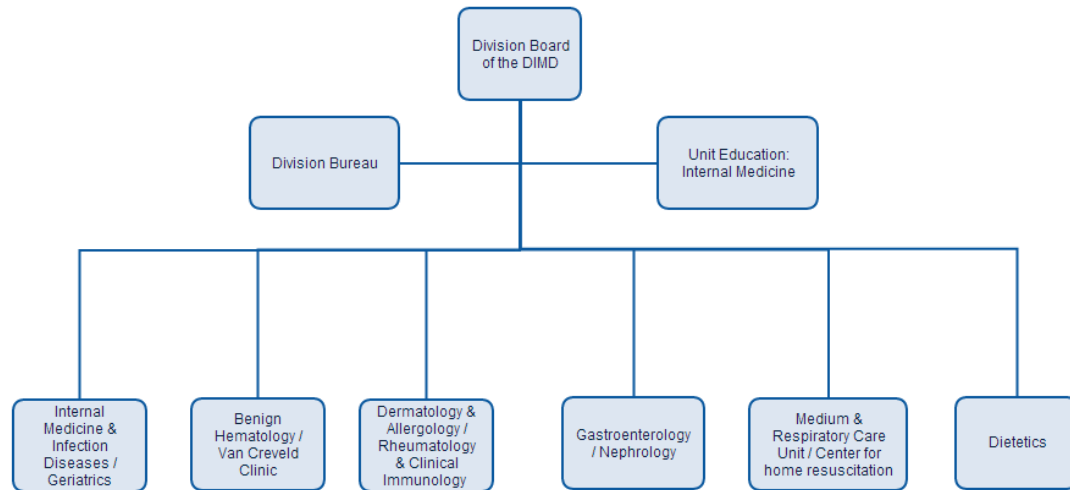 Division Board
of the DIMD
Division Bureau
Unit Education:
Internal Medicine
Internal
Medicine &
Infection
Diseases /
Geriatrics
Benign
Hematology /
Van Creveld
Clinic
Dermatology &
Allergology /
Rheumatology
& Clinical
Immunology
Gastroenterology
/ Nephrology
Medium &
Respiratory Care
Unit / Center for
home resuscitation
Dietetics